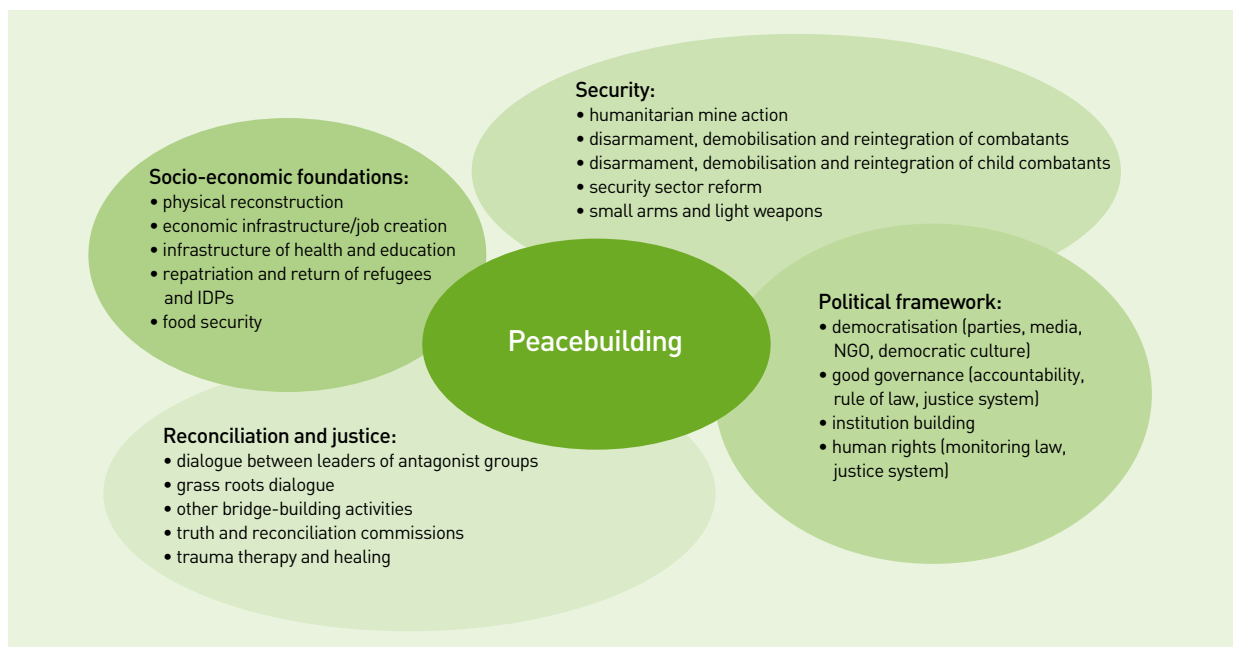 Security:
• humanitarian mine action
• disarmament, demobilisation and reintegration of combatants
• disarmament, demobilisation and reintegration of child combatants
• security sector reform
• small arms and light weapons
Socio-economic foundations:
• physical reconstruction
• economic infrastructure/job creation
• infrastructure of health and education
• repatriation and return of refugees
and IDPs
• food security
Peacebuilding
Political framework:
• democratisation (parties, media,
NGO, democratic culture)
• good governance (accountability,
rule of law, justice system)
• institution building
• human rights (monitoring law,
justice system)
Reconciliation and justice:
• dialogue between leaders of antagonist groups
• grass roots dialogue
• other bridge-building activities
• truth and reconciliation commissions
• trauma therapy and healing